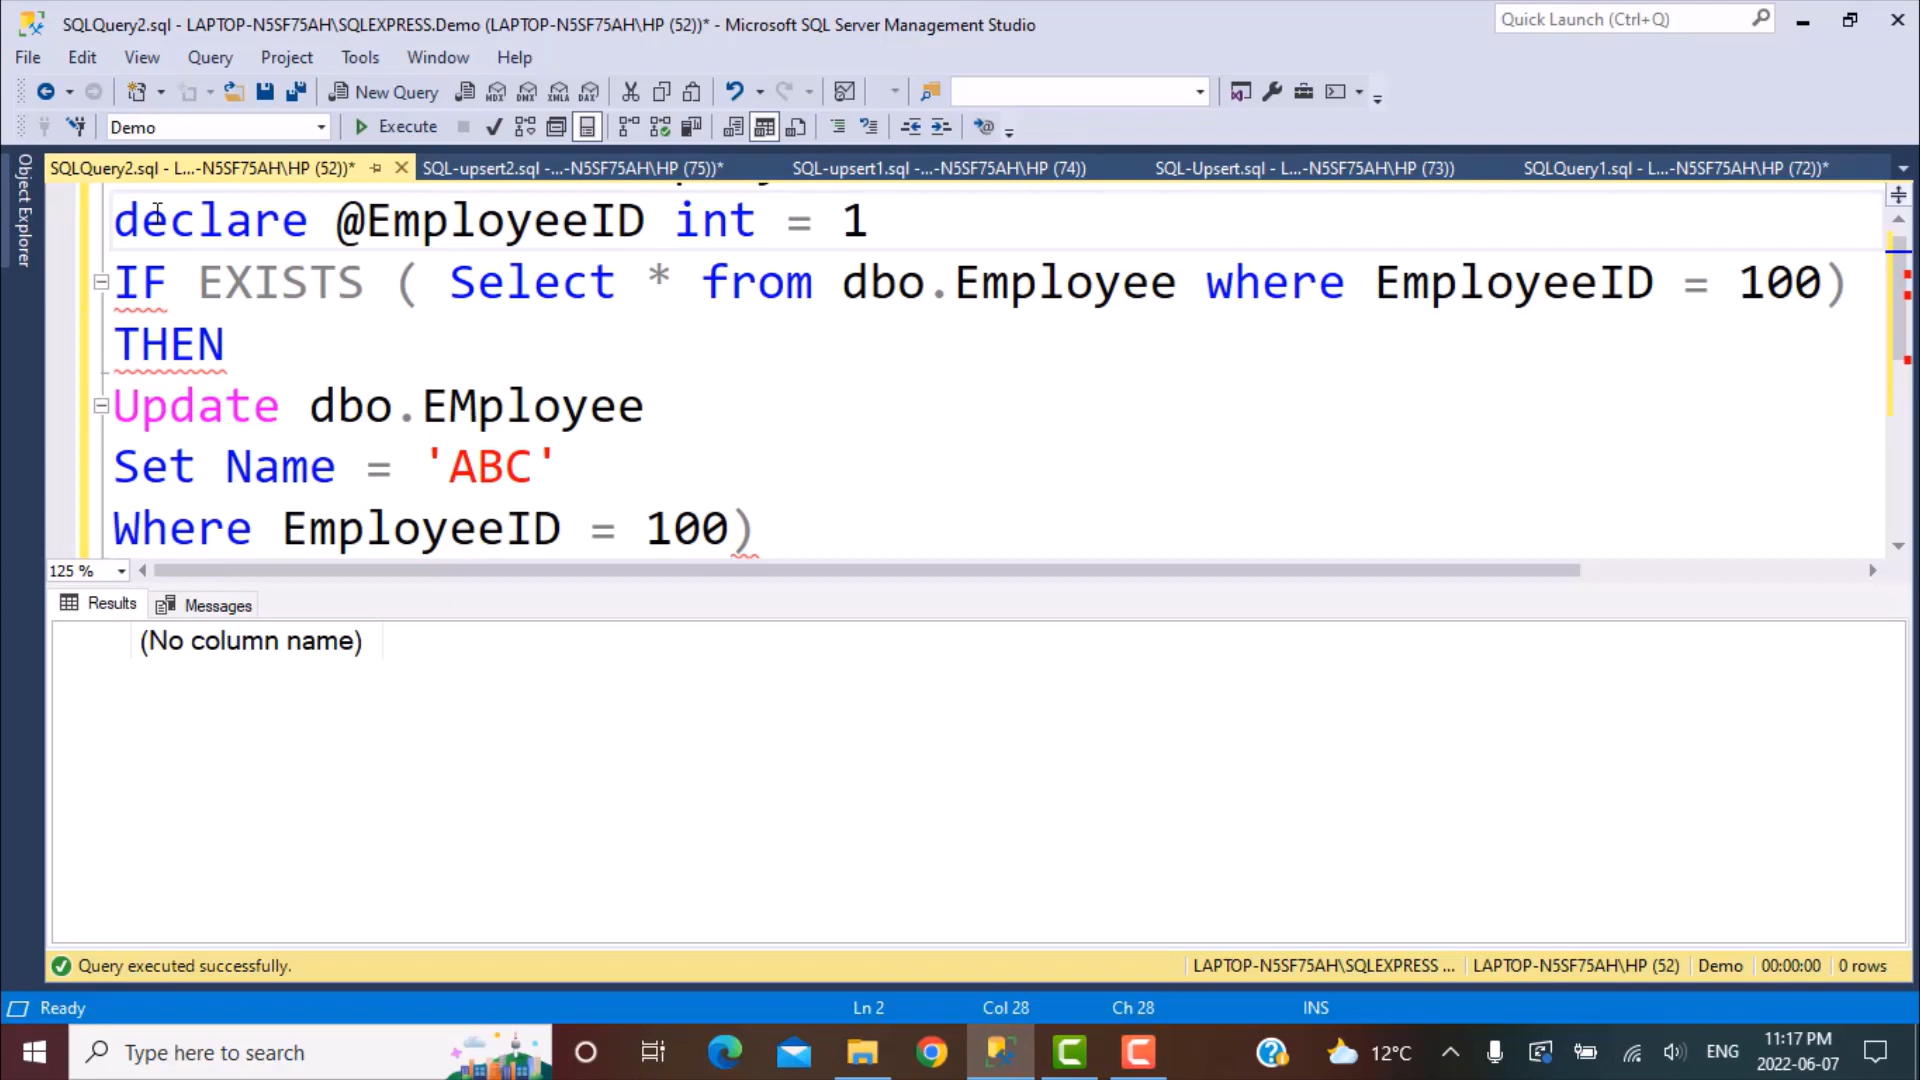 SQLQuery2.sql - LAPTOP-N5SF75AH\SQLEXPRESS.Demo (LAPTOP-N5SF75AH\HP (52))* - Microsoft SQL Server Management Studio
Quick Launch (Ctrl+Q)
File Edit View Query Project Tools Window Help
New Query
MDX DMX XMLA DAX
Demo Execute
SQLQuery2.sql - L...-N5SF75AH\HP (52))* SQL-upsert2.sql -...-N5SF75AH\HP (75))* SQL-upsert1.sql -...-N5SF75AH\HP (74)) SQL-Upsert.sql - L...-N5SF75AH\HP (73)) SQLQuery1.sql - L...-N5SF75AH\HP (72))*
Object Explorer
declare @EmployeeID int = 1
IF EXISTS ( Select * from dbo.Employee where EmployeeID = 100)
THEN
Update dbo.EMployee
Set Name = 'ABC'
Where EmployeeID = 100)
125 %
Results Messages
(No column name)
Query executed successfully. LAPTOP-N5SF75AH\SQLEXPRESS ... LAPTOP-N5SF75AH\HP (52) Demo 00:00:00 0 rows
Ready Ln 2 Col 28 Ch 28 INS
Type here to search 12°C ENG 11:17 PM
2022-06-07